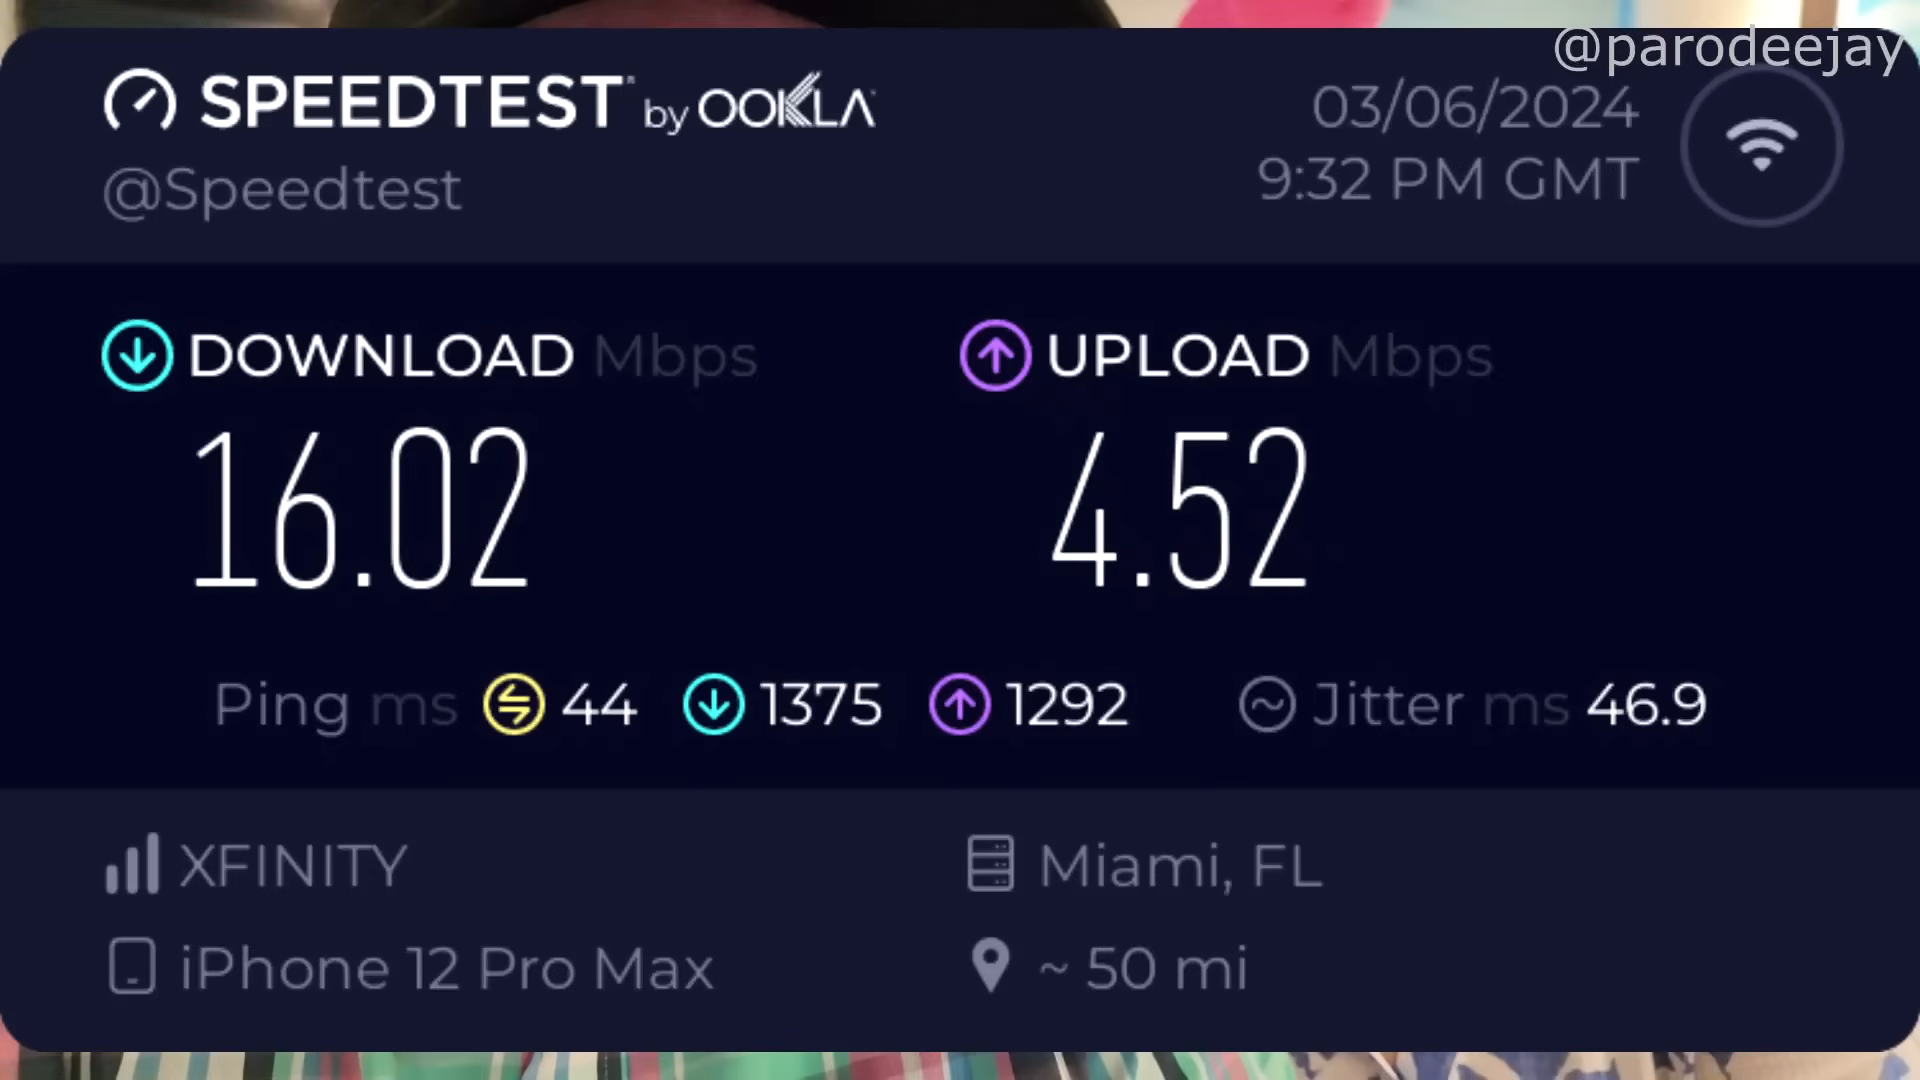 @parodeejay
SPEEDTEST by OOKLA
@Speedtest
03/06/2024
9:32 PM GMT
DOWNLOAD Mbps
16.02
UPLOAD Mbps
4.52
Ping ms 44 1375 1292 Jitter ms 46.9
XFINITY
Miami, FL
iPhone 12 Pro Max
~ 50 mi